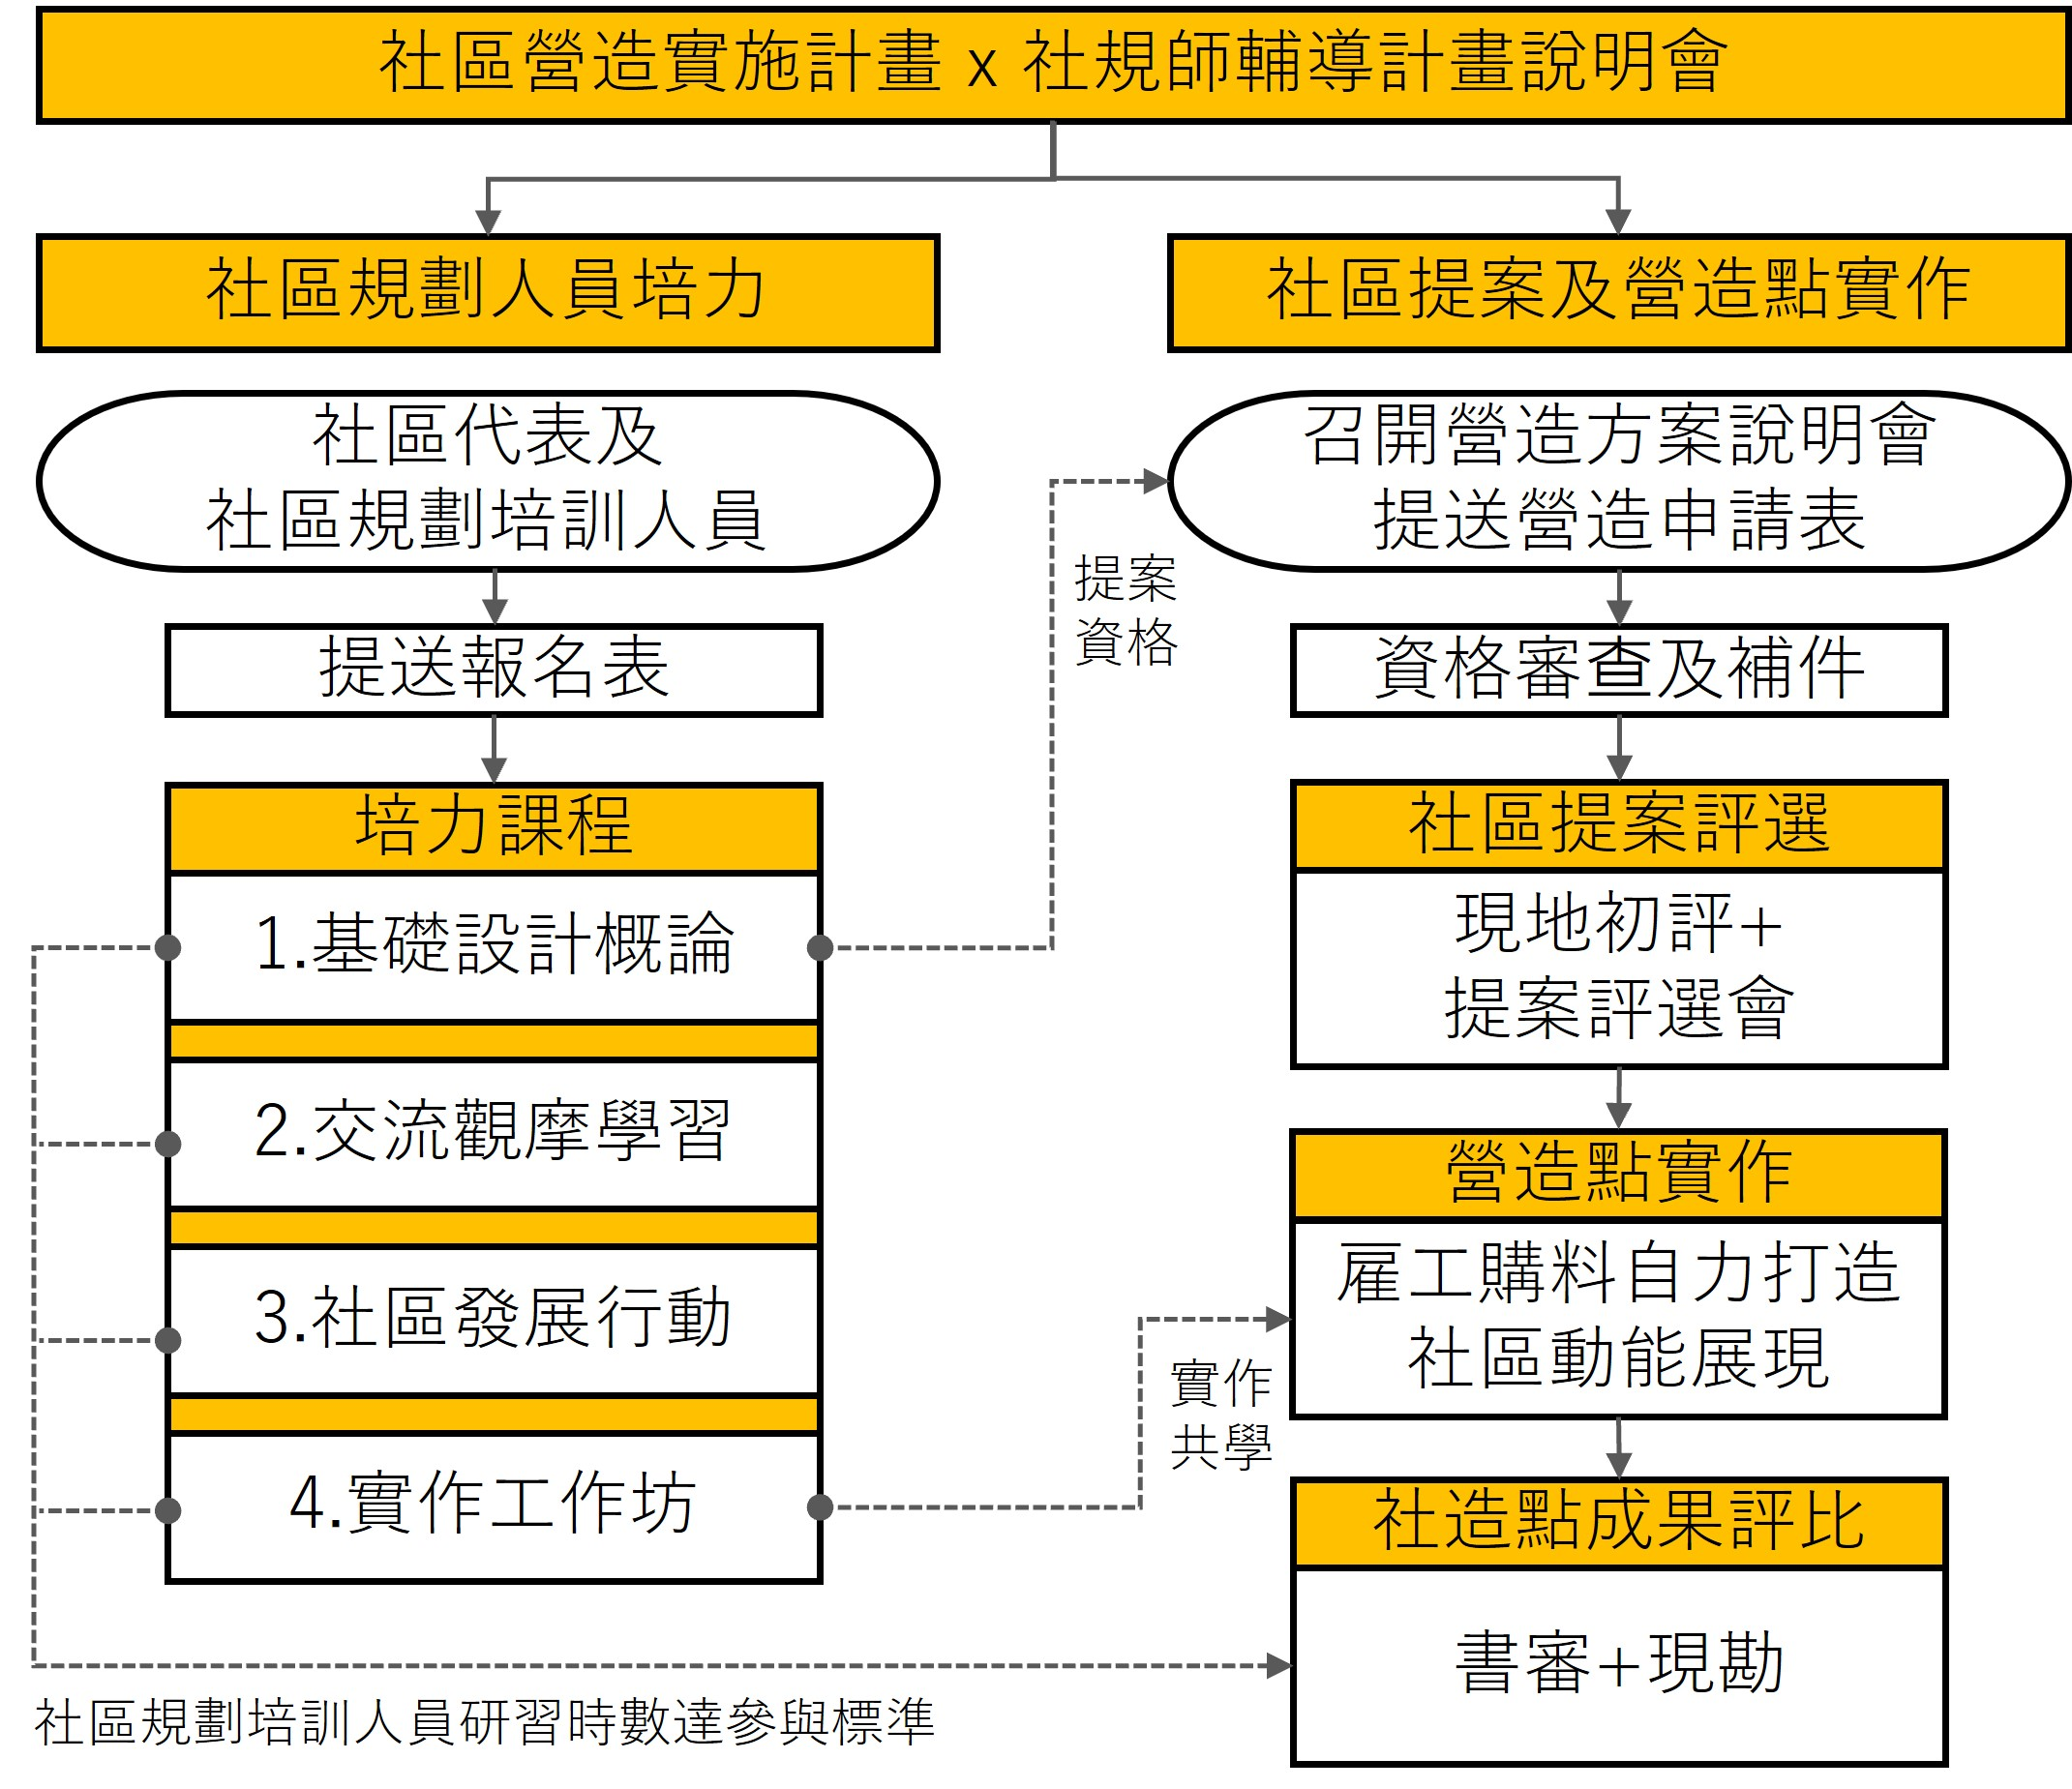 社區營造實施計畫 x 社規師輔導計畫說明會
社區規劃人員培力
社區代表及
社區規劃培訓人員
提送報名表
培力課程
1.基礎設計概論
2.交流觀摩學習
3.社區發展行動
4.實作工作坊
社區規劃培訓人員研習時數達參與標準
提案
資格
實作
共學
社區提案及營造點實作
召開營造方案說明會
提送營造申請表
資格審查及補件
社區提案評選
現地初評+
提案評選會
營造點實作
雇工購料自力打造
社區動能展現
社造點成果評比
書審+現勘